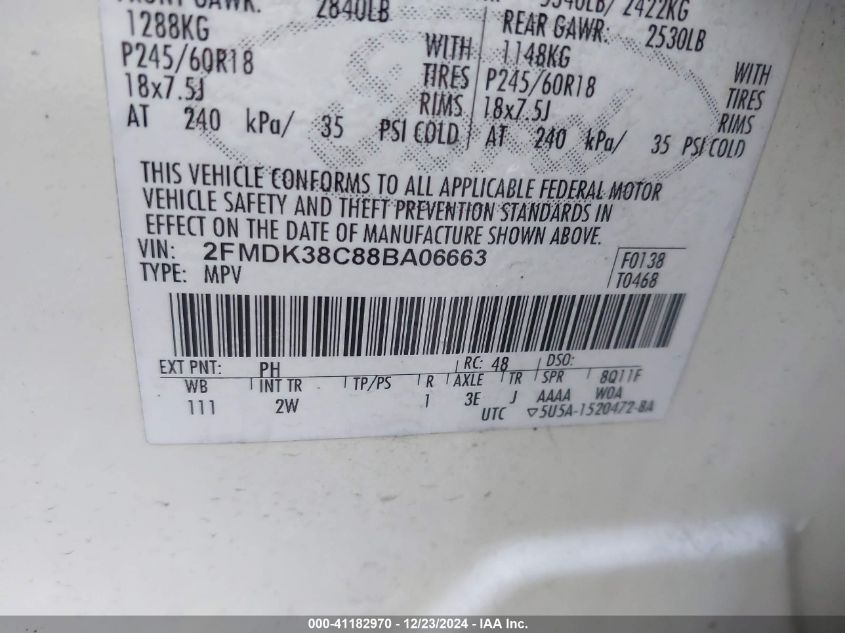 FRONT GAWR: 2840LB
1288KG WITH
P245/60R18 TIRES
18x7.5J RIMS
AT 240 kPa/ 35 PSI COLD
5340LB/ 2422KG
REAR GAWR: 2530LB
1148KG WITH
P245/60R18 TIRES
18x7.5J RIMS
AT 240 kPa/ 35 PSI COLD
THIS VEHICLE CONFORMS TO ALL APPLICABLE FEDERAL MOTOR
VEHICLE SAFETY AND THEFT PREVENTION STANDARDS IN
EFFECT ON THE DATE OF MANUFACTURE SHOWN ABOVE.
VIN: 2FMDK38C88BA06663 F0138
TYPE: MPV T0468
EXT PNT: PH RC: 48 DSO:
WB INT TR TP/PS R AXLE TR SPR 8Q11F
111 2W 1 3E J AAAA W0A
UTC ▽5U5A-1520472-BA
000-41182970 - 12/23/2024 - IAA Inc.